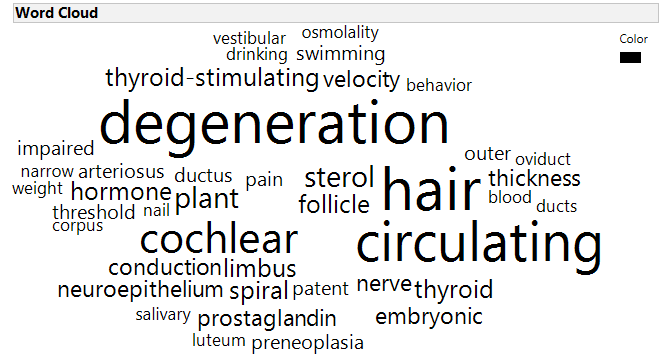 Word Cloud
Color
vestibular osmolality
drinking swimming
thyroid-stimulating velocity behavior
degeneration
impaired outer oviduct
narrow arteriosus ductus pain sterol hair thickness
weight hormone plant follicle blood ducts
threshold nail
corpus cochlear circulating
conduction limbus
neuroepithelium spiral patent nerve thyroid
salivary prostaglandin embryonic
luteum preneoplasia